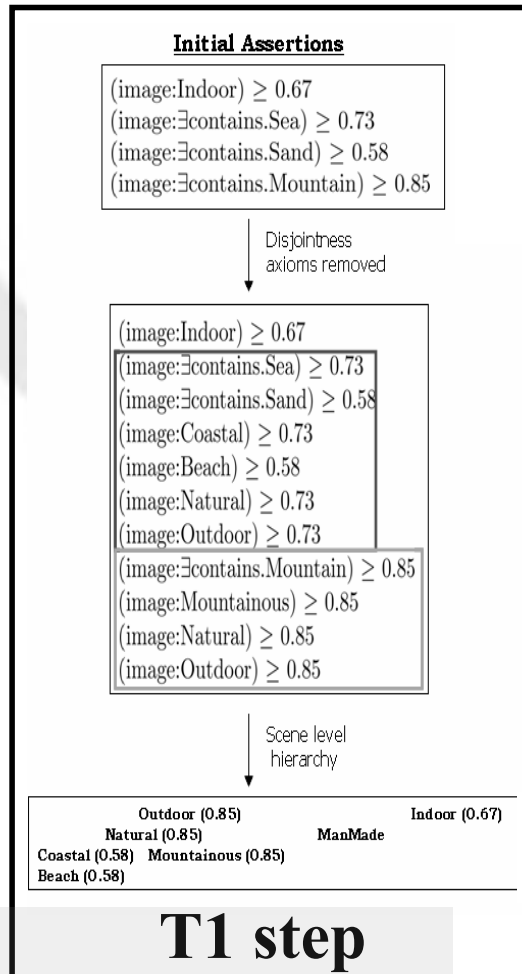 Initial Assertions
(image:Indoor) ≥ 0.67
(image:∃contains.Sea) ≥ 0.73
(image:∃contains.Sand) ≥ 0.58
(image:∃contains.Mountain) ≥ 0.85
Disjointness
axioms removed
(image:Indoor) ≥ 0.67
(image:∃contains.Sea) ≥ 0.73
(image:∃contains.Sand) ≥ 0.58
(image:Coastal) ≥ 0.73
(image:Beach) ≥ 0.58
(image:Natural) ≥ 0.73
(image:Outdoor) ≥ 0.73
(image:∃contains.Mountain) ≥ 0.85
(image:Mountainous) ≥ 0.85
(image:Natural) ≥ 0.85
(image:Outdoor) ≥ 0.85
Scene level
hierarchy
Outdoor (0.85) Indoor (0.67)
Natural (0.85) ManMade
Coastal (0.58) Mountainous (0.85)
Beach (0.58)
T1 step